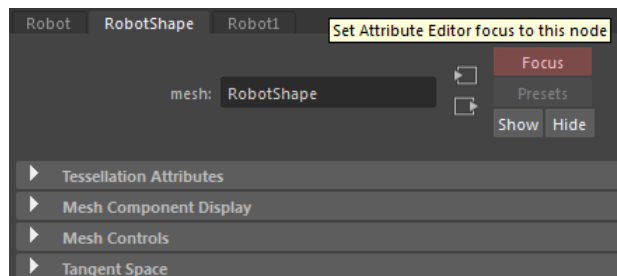 Robot RobotShape Robot1
Set Attribute Editor focus to this node
mesh: RobotShape
Focus
Presets
Show Hide
Tessellation Attributes
Mesh Component Display
Mesh Controls
Tangent Space